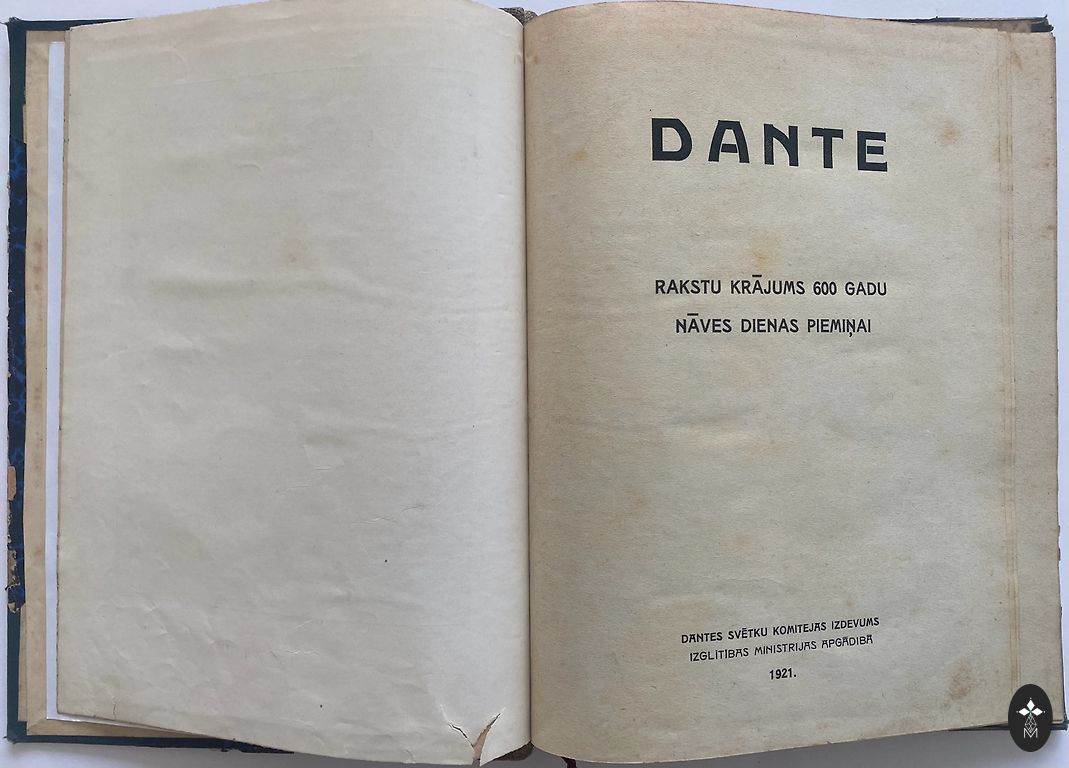 DANTE
RAKSTU KRĀJUMS 600 GADU
NĀVES DIENAS PIEMIŅAI
DANTES SVĒTKU KOMITEJAS IZDEVUMS
IZGLĪTĪBAS MINISTRIJAS APGĀDĪBĀ
1921.
M